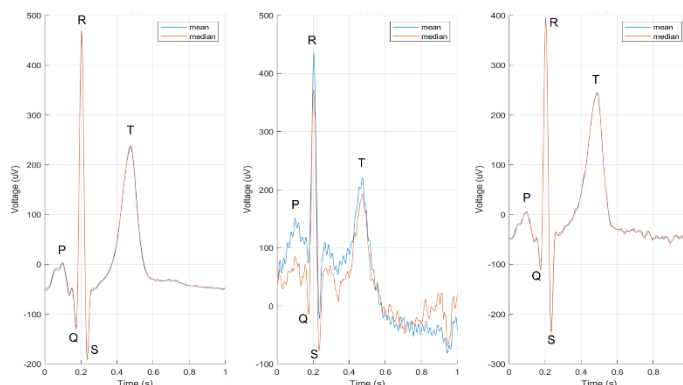 500
400
300
200
100
0
-100
-200
0
0.2
0.4
0.6
0.8
1
Voltage (uV)
Time (s)
mean
median
P
Q
R
S
T
500
400
300
200
100
0
-100
0
0.2
0.4
0.6
0.8
1
Voltage (uV)
Time (s)
mean
median
P
Q
R
S
T
400
300
200
100
0
-100
-200
-300
0
0.2
0.4
0.6
0.8
Voltage (uV)
Time (s)
mean
median
P
Q
R
S
T